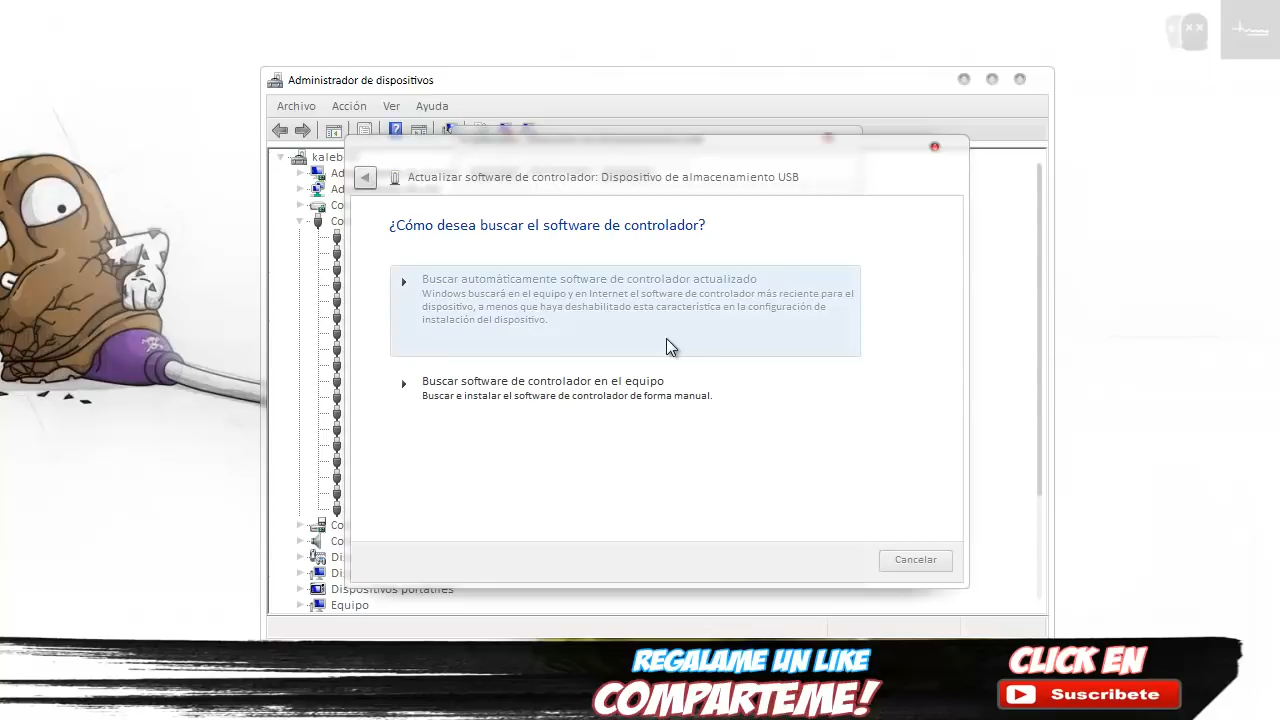 Administrador de dispositivos
Archivo Acción Ver Ayuda
kaleb
Actualizar software de controlador: Dispositivo de almacenamiento USB
¿Cómo desea buscar el software de controlador?
Buscar automáticamente software de controlador actualizado
Windows buscará en el equipo y en Internet el software de controlador más reciente para el
dispositivo, a menos que haya deshabilitado esta característica en la configuración de
instalación del dispositivo.
Buscar software de controlador en el equipo
Buscar e instalar el software de controlador de forma manual.
Cancelar
Dispositivos portátiles
Equipo
REGALAME UN LIKE
COMPARTEME!
CLICK EN
Suscribete